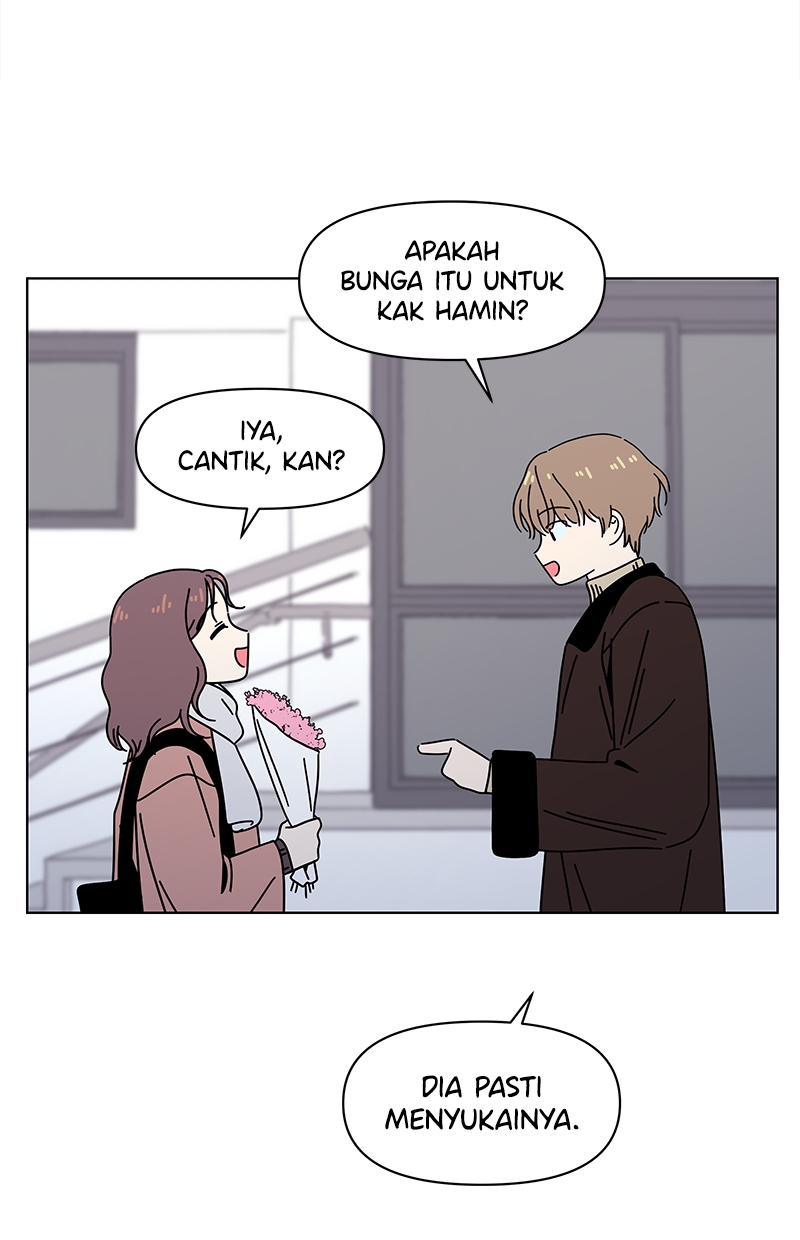 APAKAH
BUNGA ITU UNTUK
KAK HAMIN?
IYA,
CANTIK, KAN?
DIA PASTI
MENYUKAINYA.